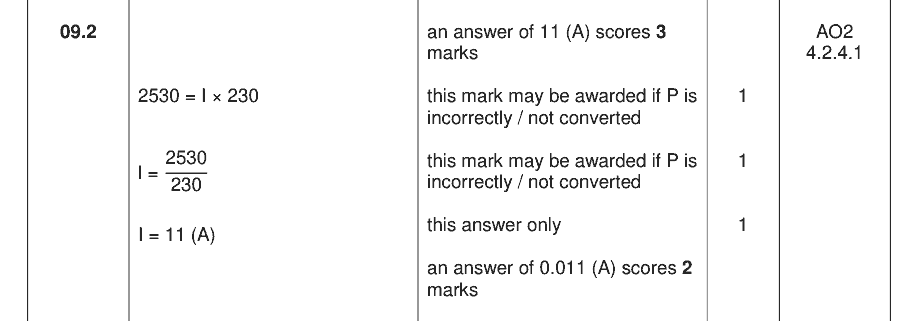 09.2
an answer of 11 (A) scores 3
marks
AO2
4.2.4.1
2530 = I × 230
this mark may be awarded if P is
incorrectly / not converted
1
I = 2530
230
this mark may be awarded if P is
incorrectly / not converted
1
I = 11 (A)
this answer only
1
an answer of 0.011 (A) scores 2
marks